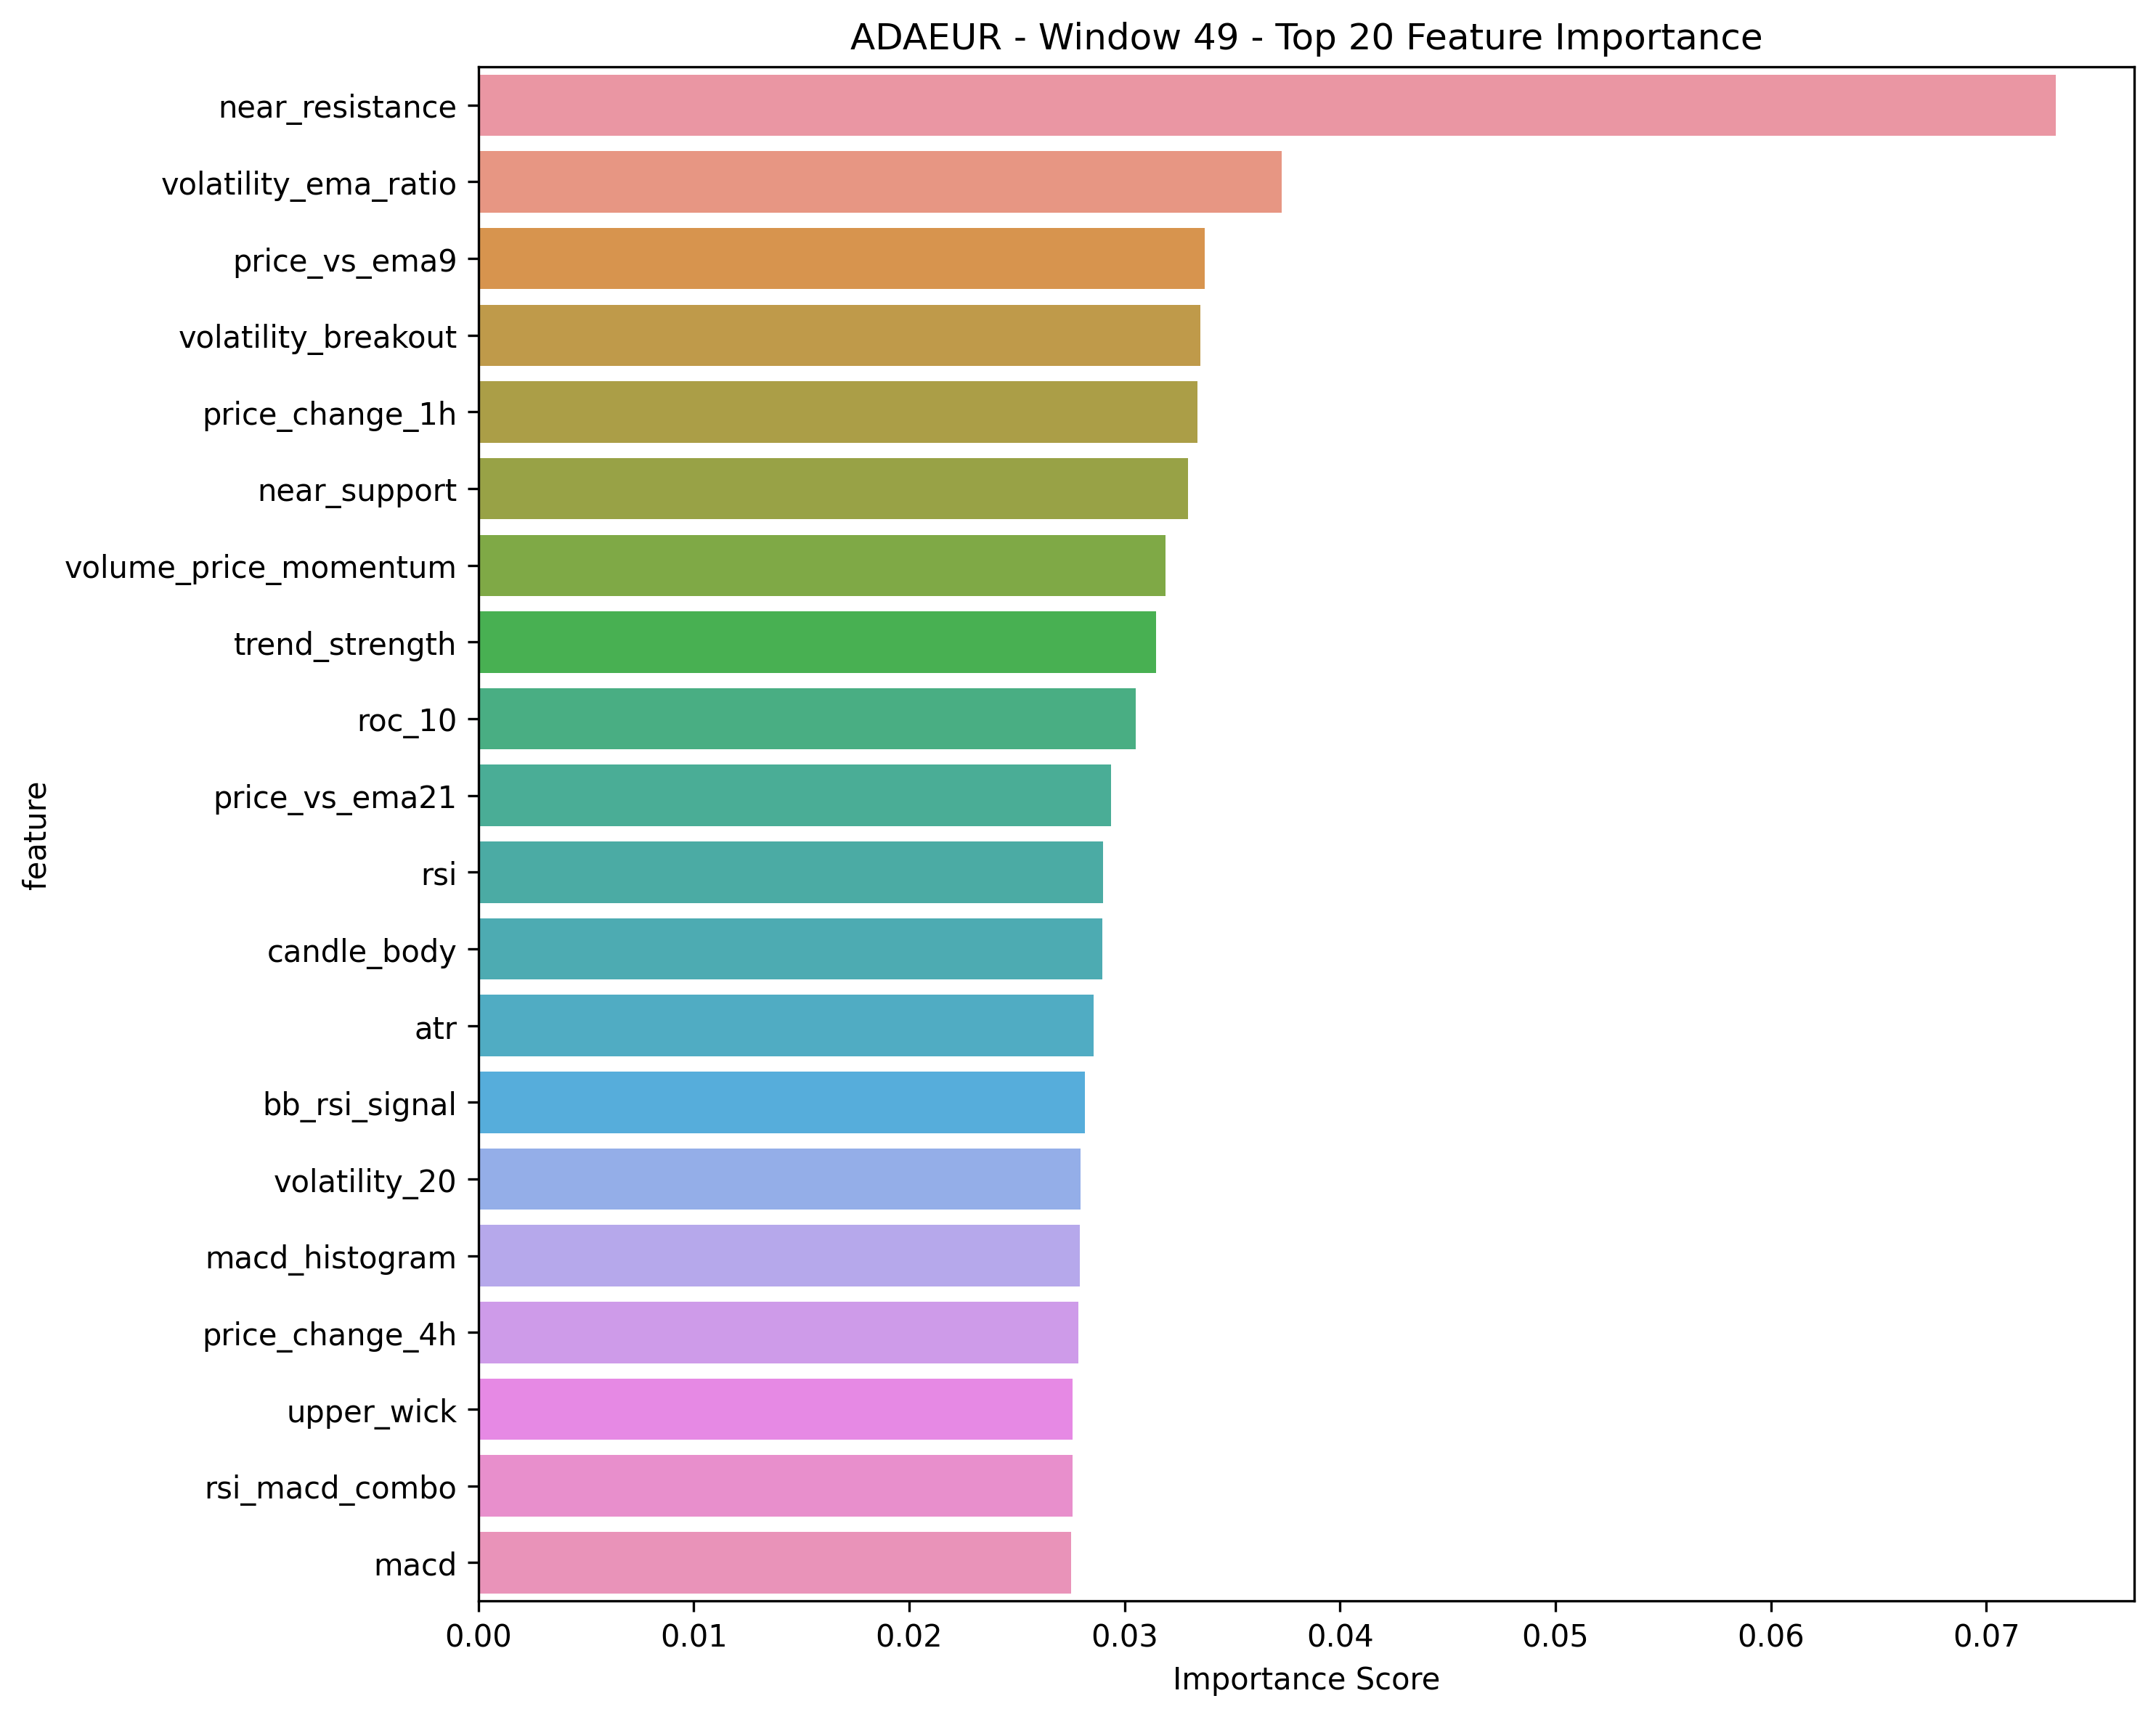 ADAEUR - Window 49 - Top 20 Feature Importance
near_resistance
volatility_ema_ratio
price_vs_ema9
volatility_breakout
price_change_1h
near_support
volume_price_momentum
trend_strength
roc_10
price_vs_ema21
rsi
candle_body
atr
bb_rsi_signal
volatility_20
macd_histogram
price_change_4h
upper_wick
rsi_macd_combo
macd
feature
0.00 0.01 0.02 0.03 0.04 0.05 0.06 0.07
Importance Score